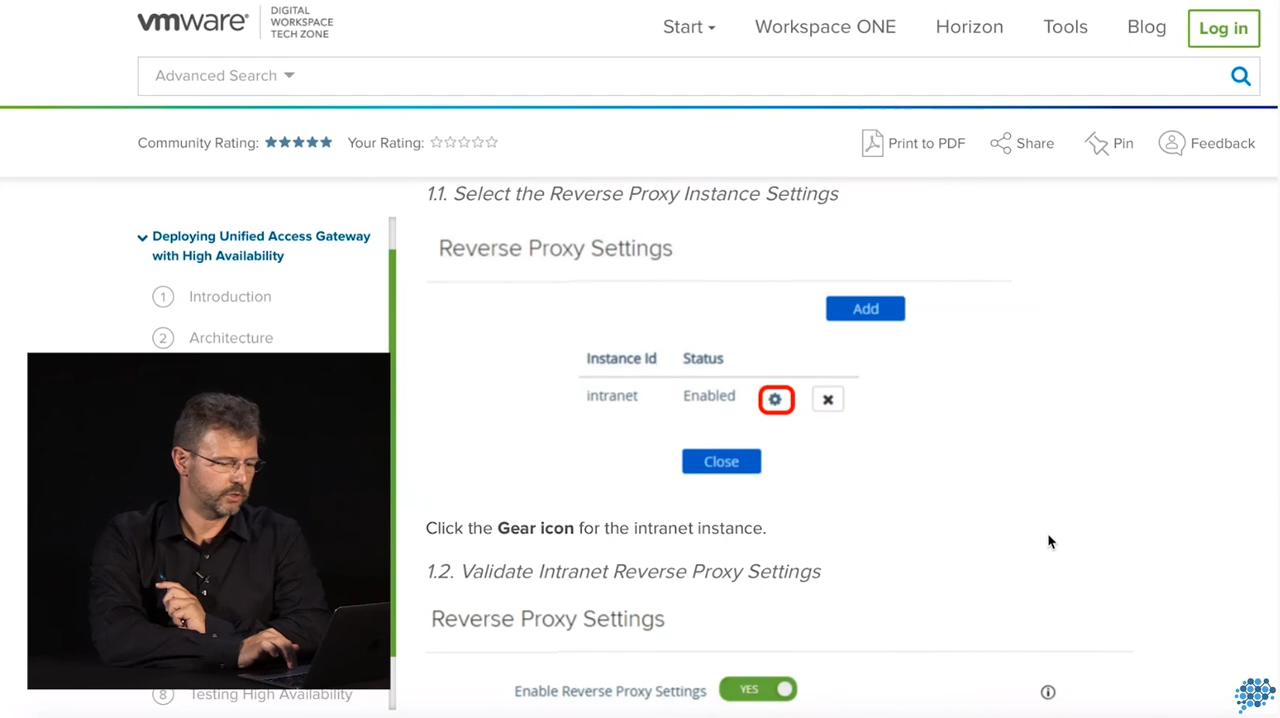 vmware®
DIGITAL
WORKSPACE
TECH ZONE
Start
Workspace ONE
Horizon
Tools
Blog
Log in
Advanced Search
Community Rating:
Your Rating:
Print to PDF
Share
Pin
Feedback
Deploying Unified Access Gateway
with High Availability
1 Introduction
2 Architecture
8 Testing High Availability
1.1. Select the Reverse Proxy Instance Settings
Reverse Proxy Settings
Add
Instance Id Status
intranet Enabled
Close
Click the Gear icon for the intranet instance.
1.2. Validate Intranet Reverse Proxy Settings
Reverse Proxy Settings
Enable Reverse Proxy Settings YES